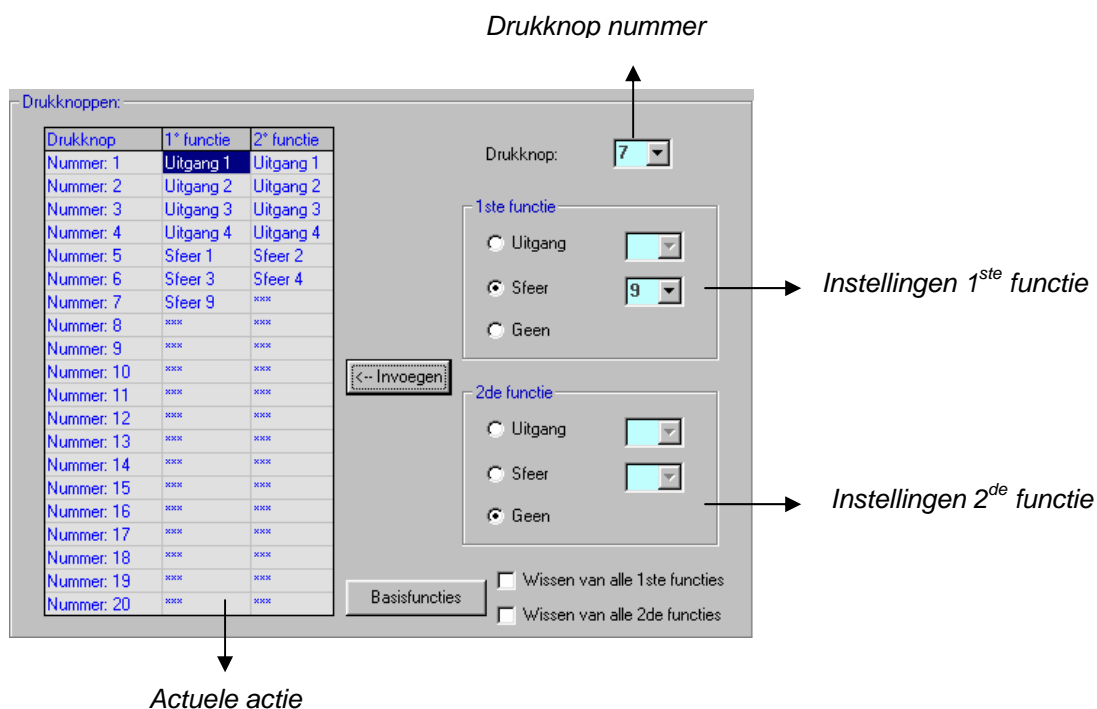 Drukknop nummer
Drukknoppen:
Drukknop 1° functie 2° functie
Nummer: 1 Uitgang 1 Uitgang 1
Nummer: 2 Uitgang 2 Uitgang 2
Nummer: 3 Uitgang 3 Uitgang 3
Nummer: 4 Uitgang 4 Uitgang 4
Nummer: 5 Sfeer 1 Sfeer 2
Nummer: 6 Sfeer 3 Sfeer 4
Nummer: 7 Sfeer 9 ***
Nummer: 8 *** ***
Nummer: 9 *** ***
Nummer: 10 *** ***
Nummer: 11 *** ***
Nummer: 12 *** ***
Nummer: 13 *** ***
Nummer: 14 *** ***
Nummer: 15 *** ***
Nummer: 16 *** ***
Nummer: 17 *** ***
Nummer: 18 *** ***
Nummer: 19 *** ***
Nummer: 20 *** ***
<-- Invoegen
Basisfuncties
Drukknop: 7
1ste functie
Uitgang
Sfeer 9
Geen
Instellingen 1ste functie
2de functie
Uitgang
Sfeer
Geen
Instellingen 2de functie
Wissen van alle 1ste functies
Wissen van alle 2de functies
Actuele actie